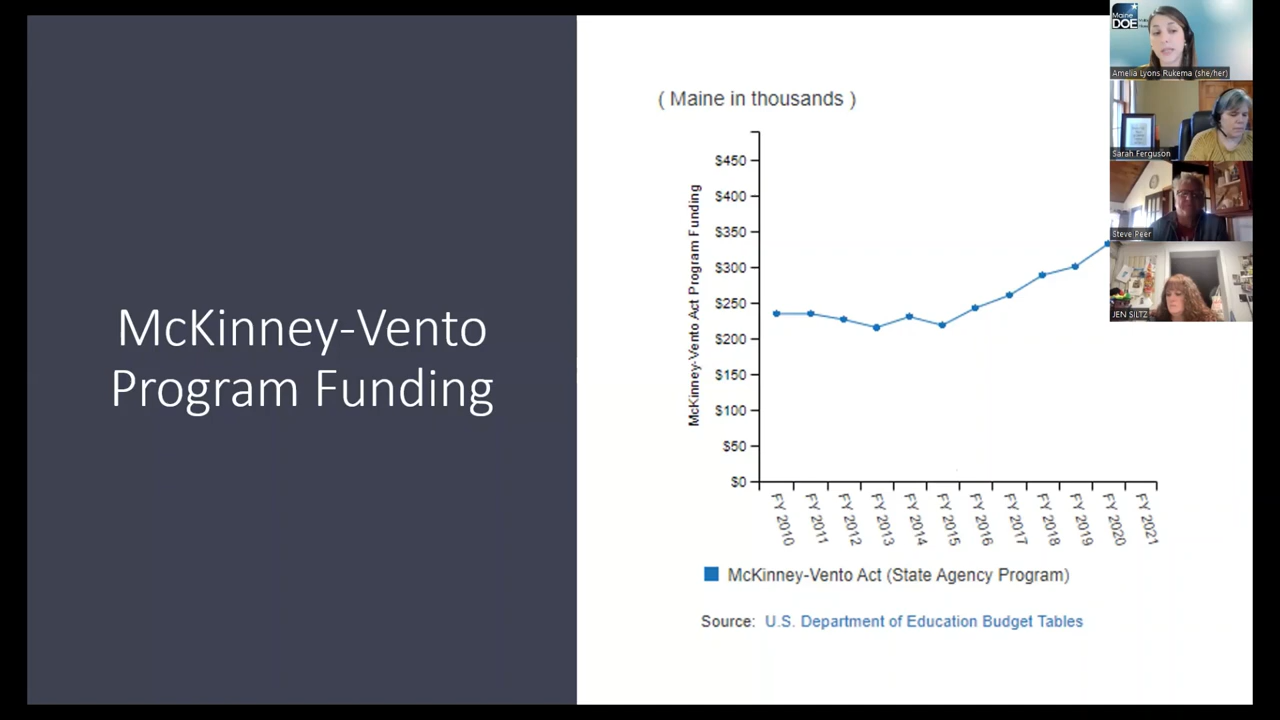 McKinney-Vento
Program Funding
( Maine in thousands )
McKinney-Vento Act Program Funding
$450
$400
$350
$300
$250
$200
$150
$100
$50
$0
FY 2010
FY 2011
FY 2012
FY 2013
FY 2014
FY 2015
FY 2016
FY 2017
FY 2018
FY 2019
FY 2020
FY 2021
McKinney-Vento Act (State Agency Program)
Source: U.S. Department of Education Budget Tables
Maine
DOE
Amelia Lyons Rukema (she/her)
Sarah Ferguson
Steve Peer
JEN SILTZ